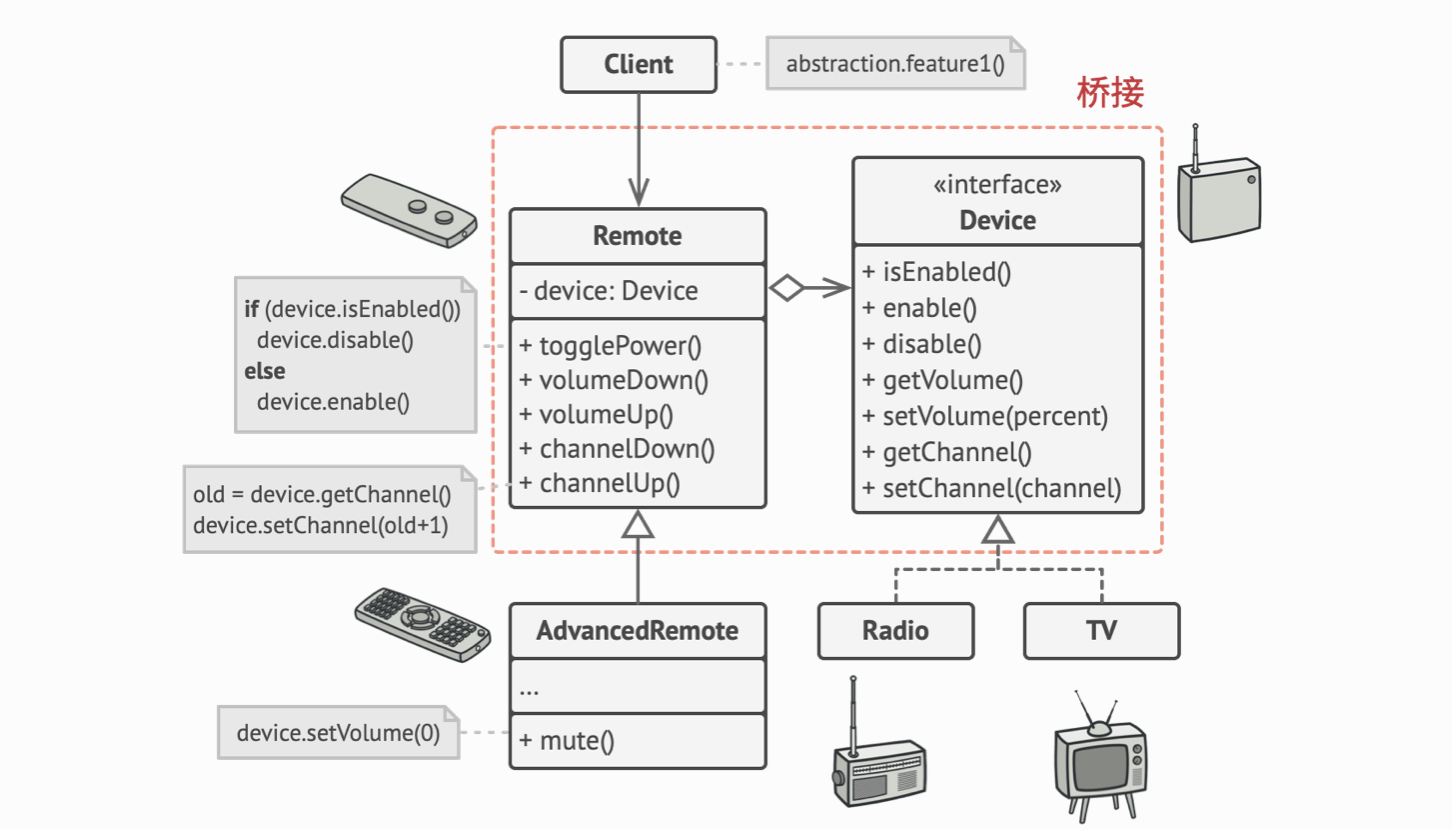 Client
abstraction.feature1()
桥接
Remote
- device: Device
+ togglePower()
+ volumeDown()
+ volumeUp()
+ channelDown()
+ channelUp()
«interface»
Device
+ isEnabled()
+ enable()
+ disable()
+ getVolume()
+ setVolume(percent)
+ getChannel()
+ setChannel(channel)
if (device.isEnabled())
device.disable()
else
device.enable()
old = device.getChannel()
device.setChannel(old+1)
AdvancedRemote
...
+ mute()
device.setVolume(0)
Radio
TV